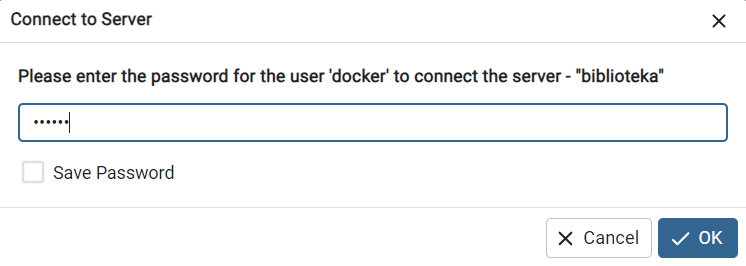 Connect to Server
Please enter the password for the user 'docker' to connect the server - "biblioteka"
••••••
Save Password
Cancel
OK